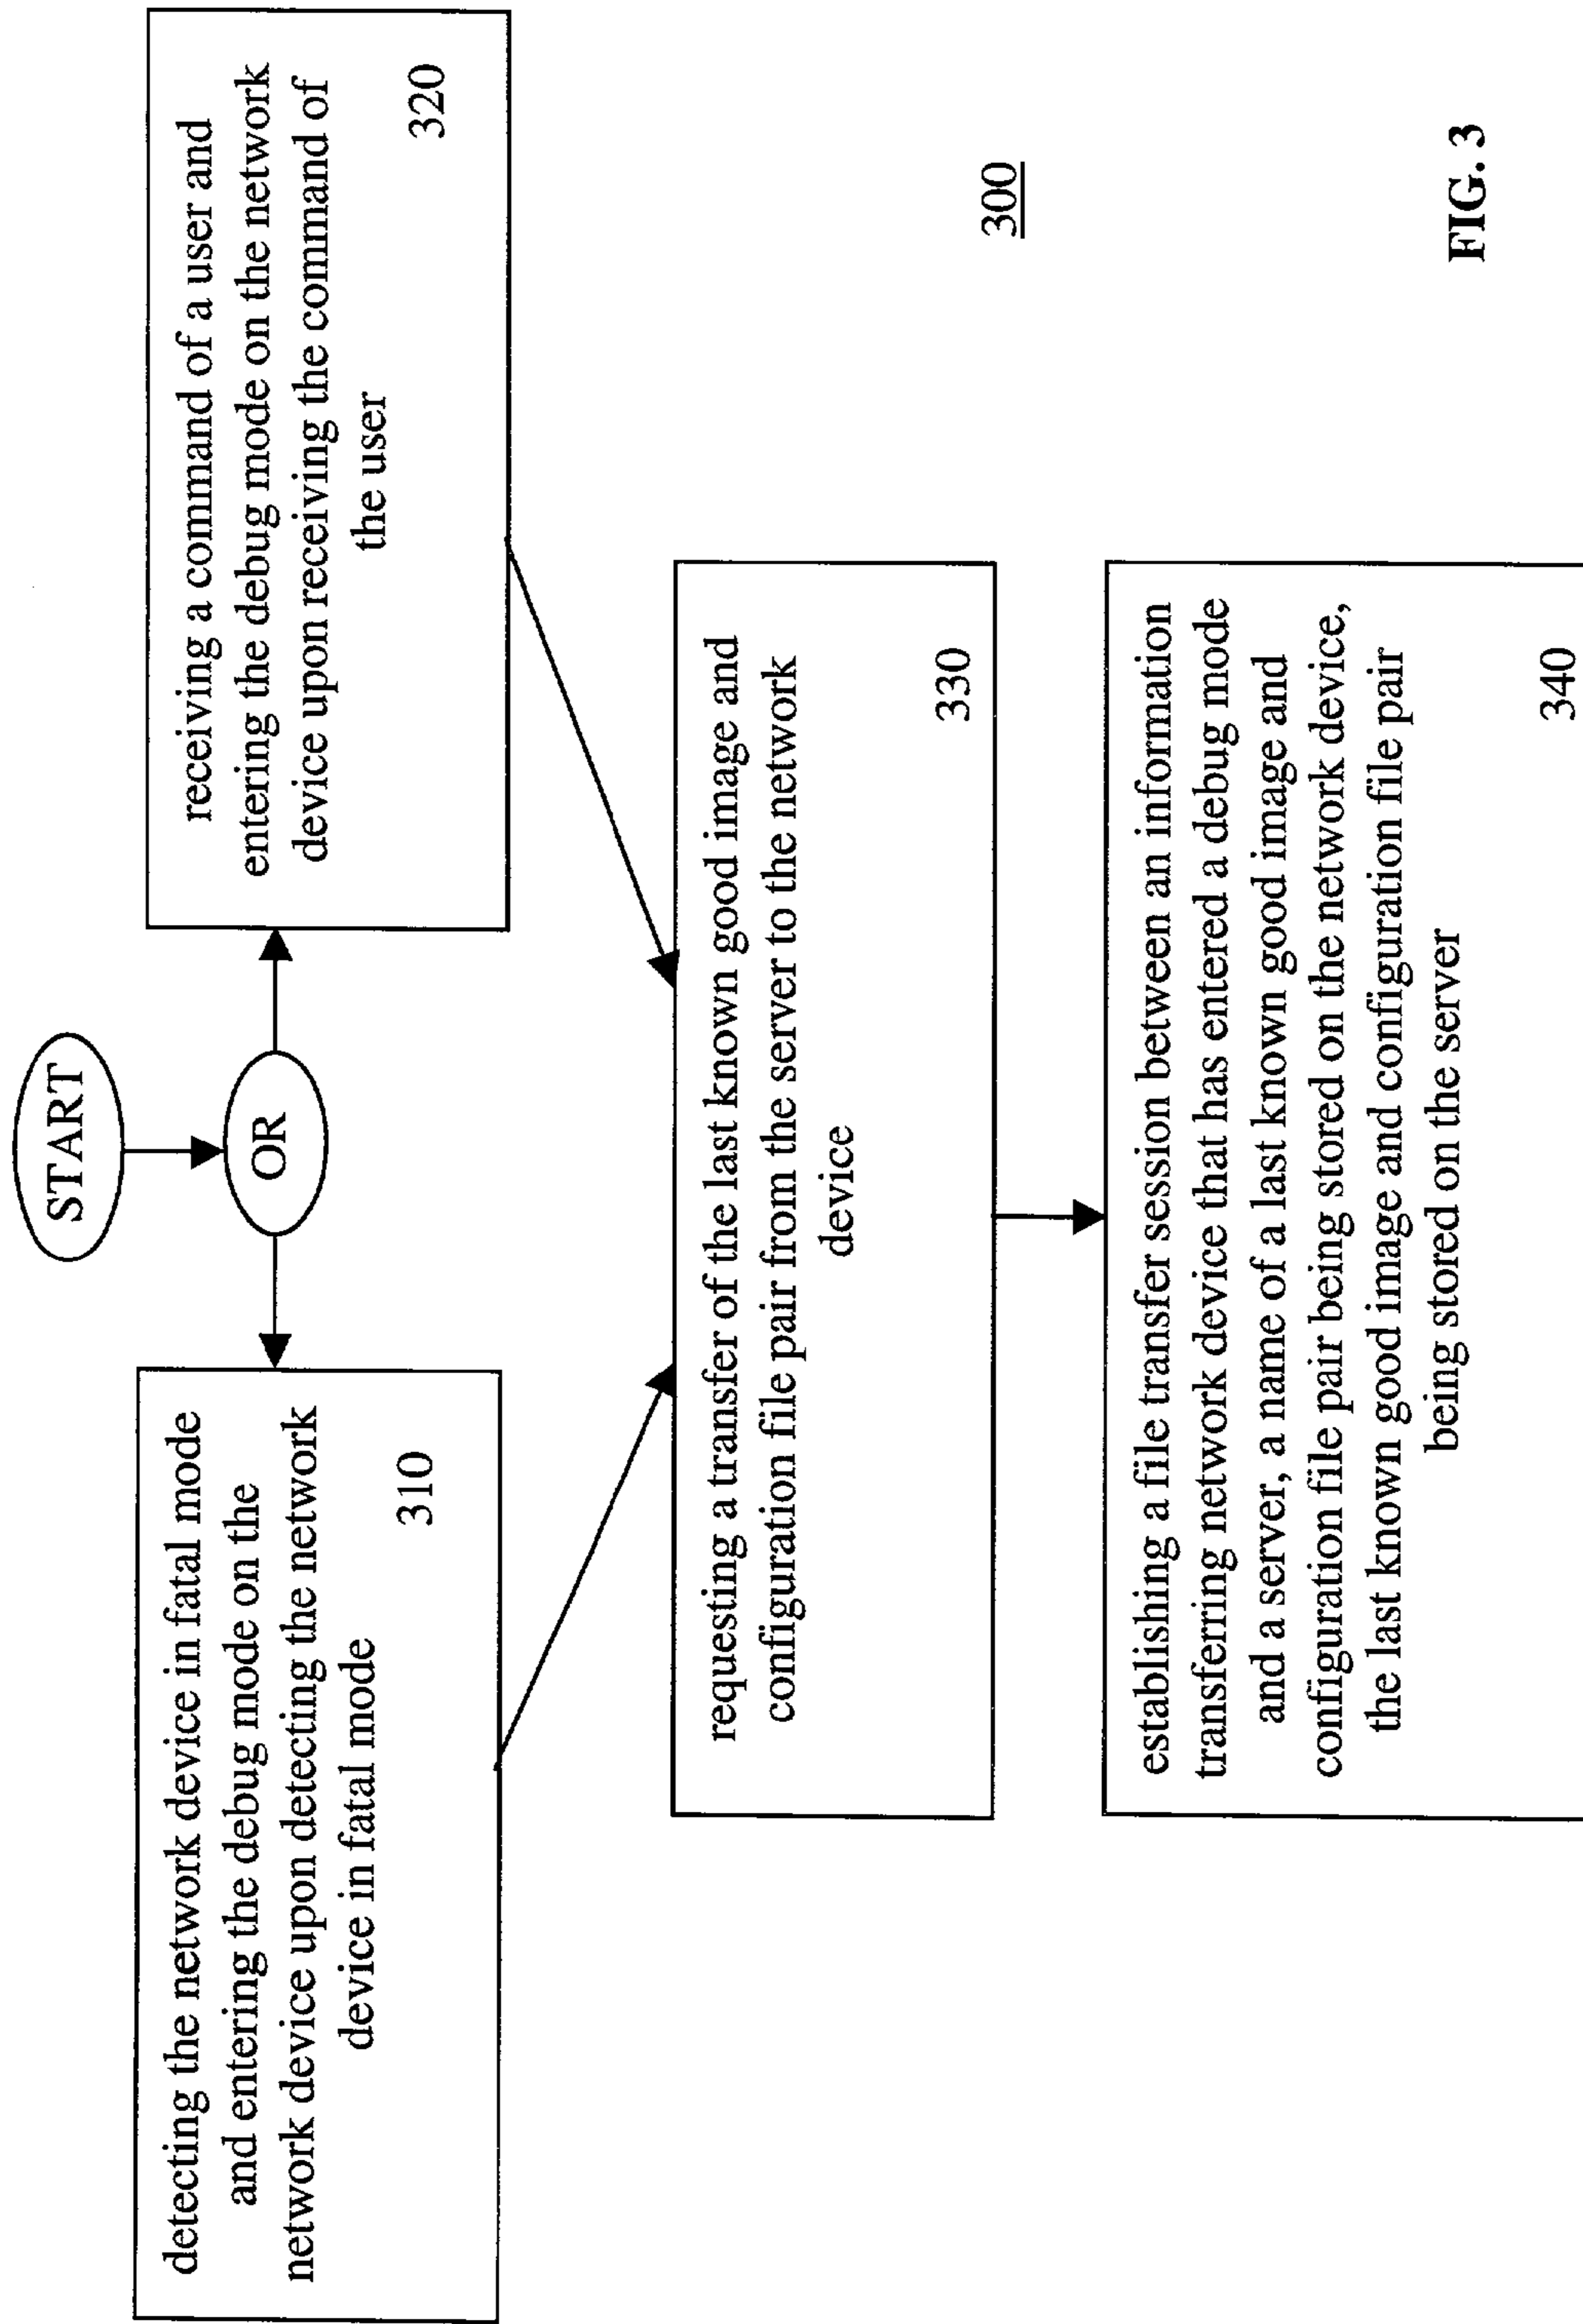 START
OR
detecting the network device in fatal mode
and entering the debug mode on the
network device upon detecting the network
device in fatal mode
310
receiving a command of a user and
entering the debug mode on the network
device upon receiving the command of
the user
320
requesting a transfer of the last known good image and
configuration file pair from the server to the network
device
330
establishing a file transfer session between an information
transferring network device that has entered a debug mode
and a server, a name of a last known good image and
configuration file pair being stored on the network device,
the last known good image and configuration file pair
being stored on the server
340
300
FIG. 3